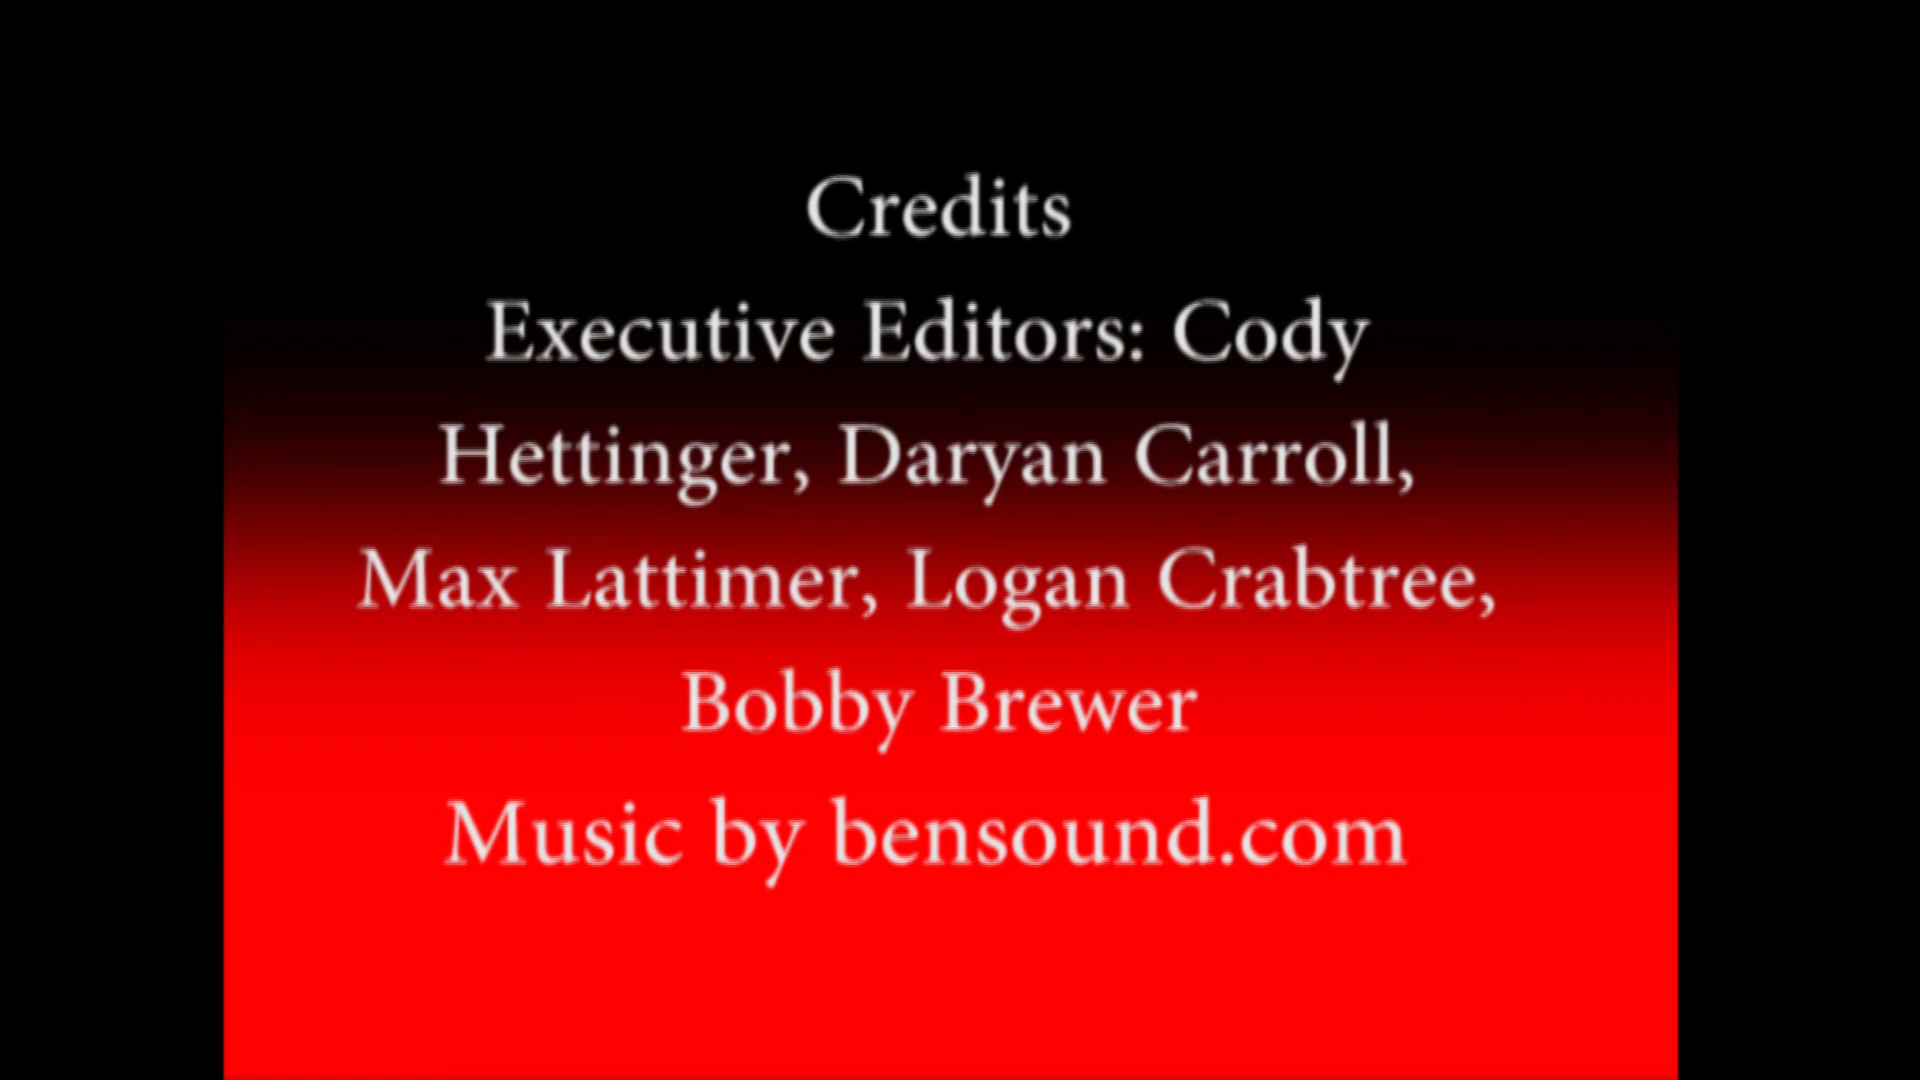 Credits
Executive Editors: Cody
Hettinger, Daryan Carroll,
Max Lattimer, Logan Crabtree,
Bobby Brewer
Music by bensound.com